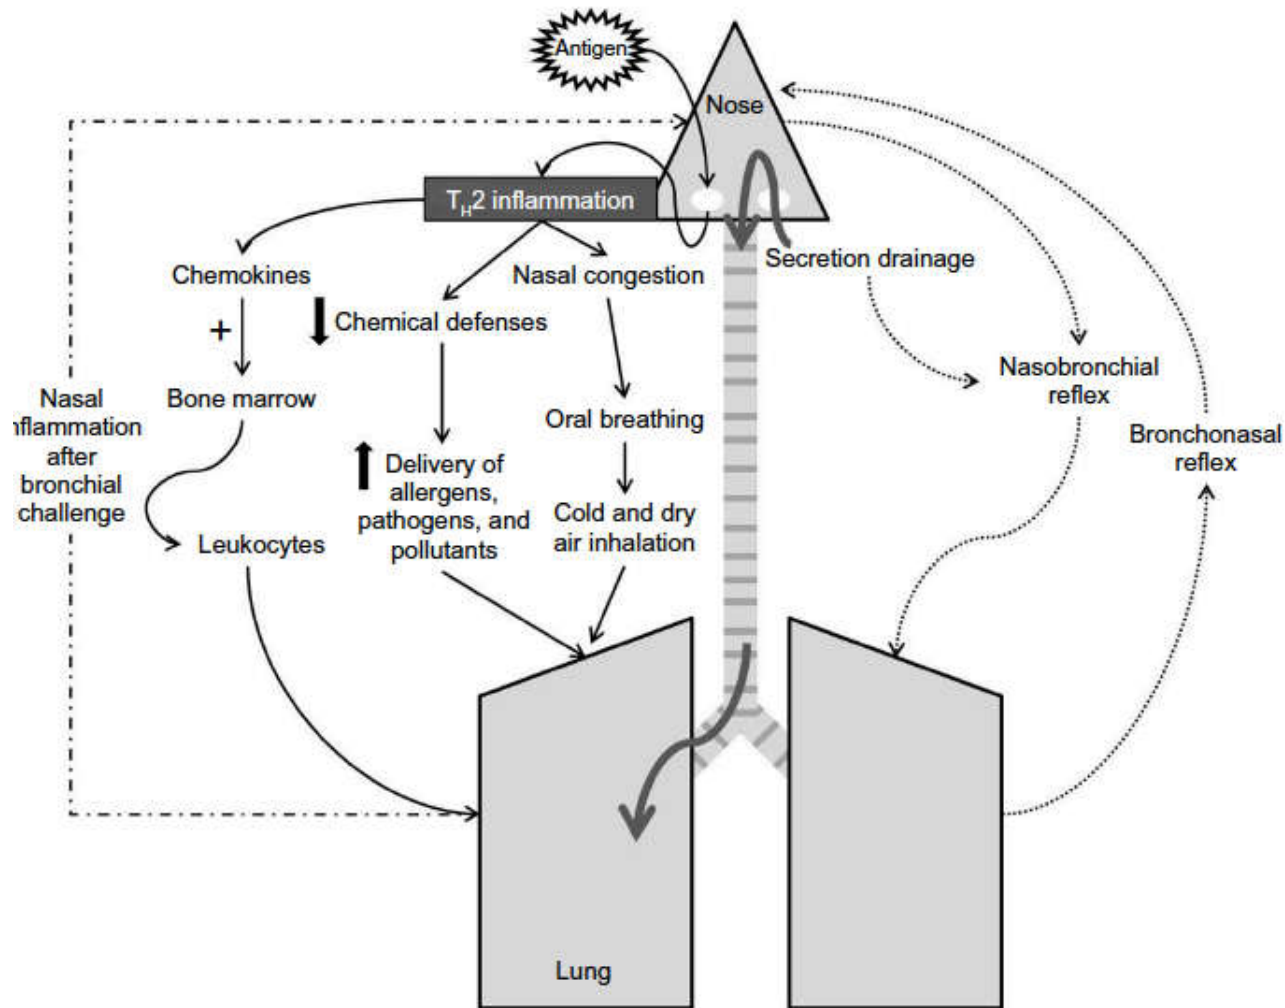 Antigen
Nose
TH2 inflammation
Chemokines
Nasal congestion
Secretion drainage
+
Chemical defenses
Nasal
nflammation
after
bronchial
challenge
Bone marrow
Oral breathing
Nasobronchial
reflex
Bronchonasal
reflex
Delivery of
allergens,
pathogens, and
pollutants
Cold and dry
air inhalation
Leukocytes
Lung